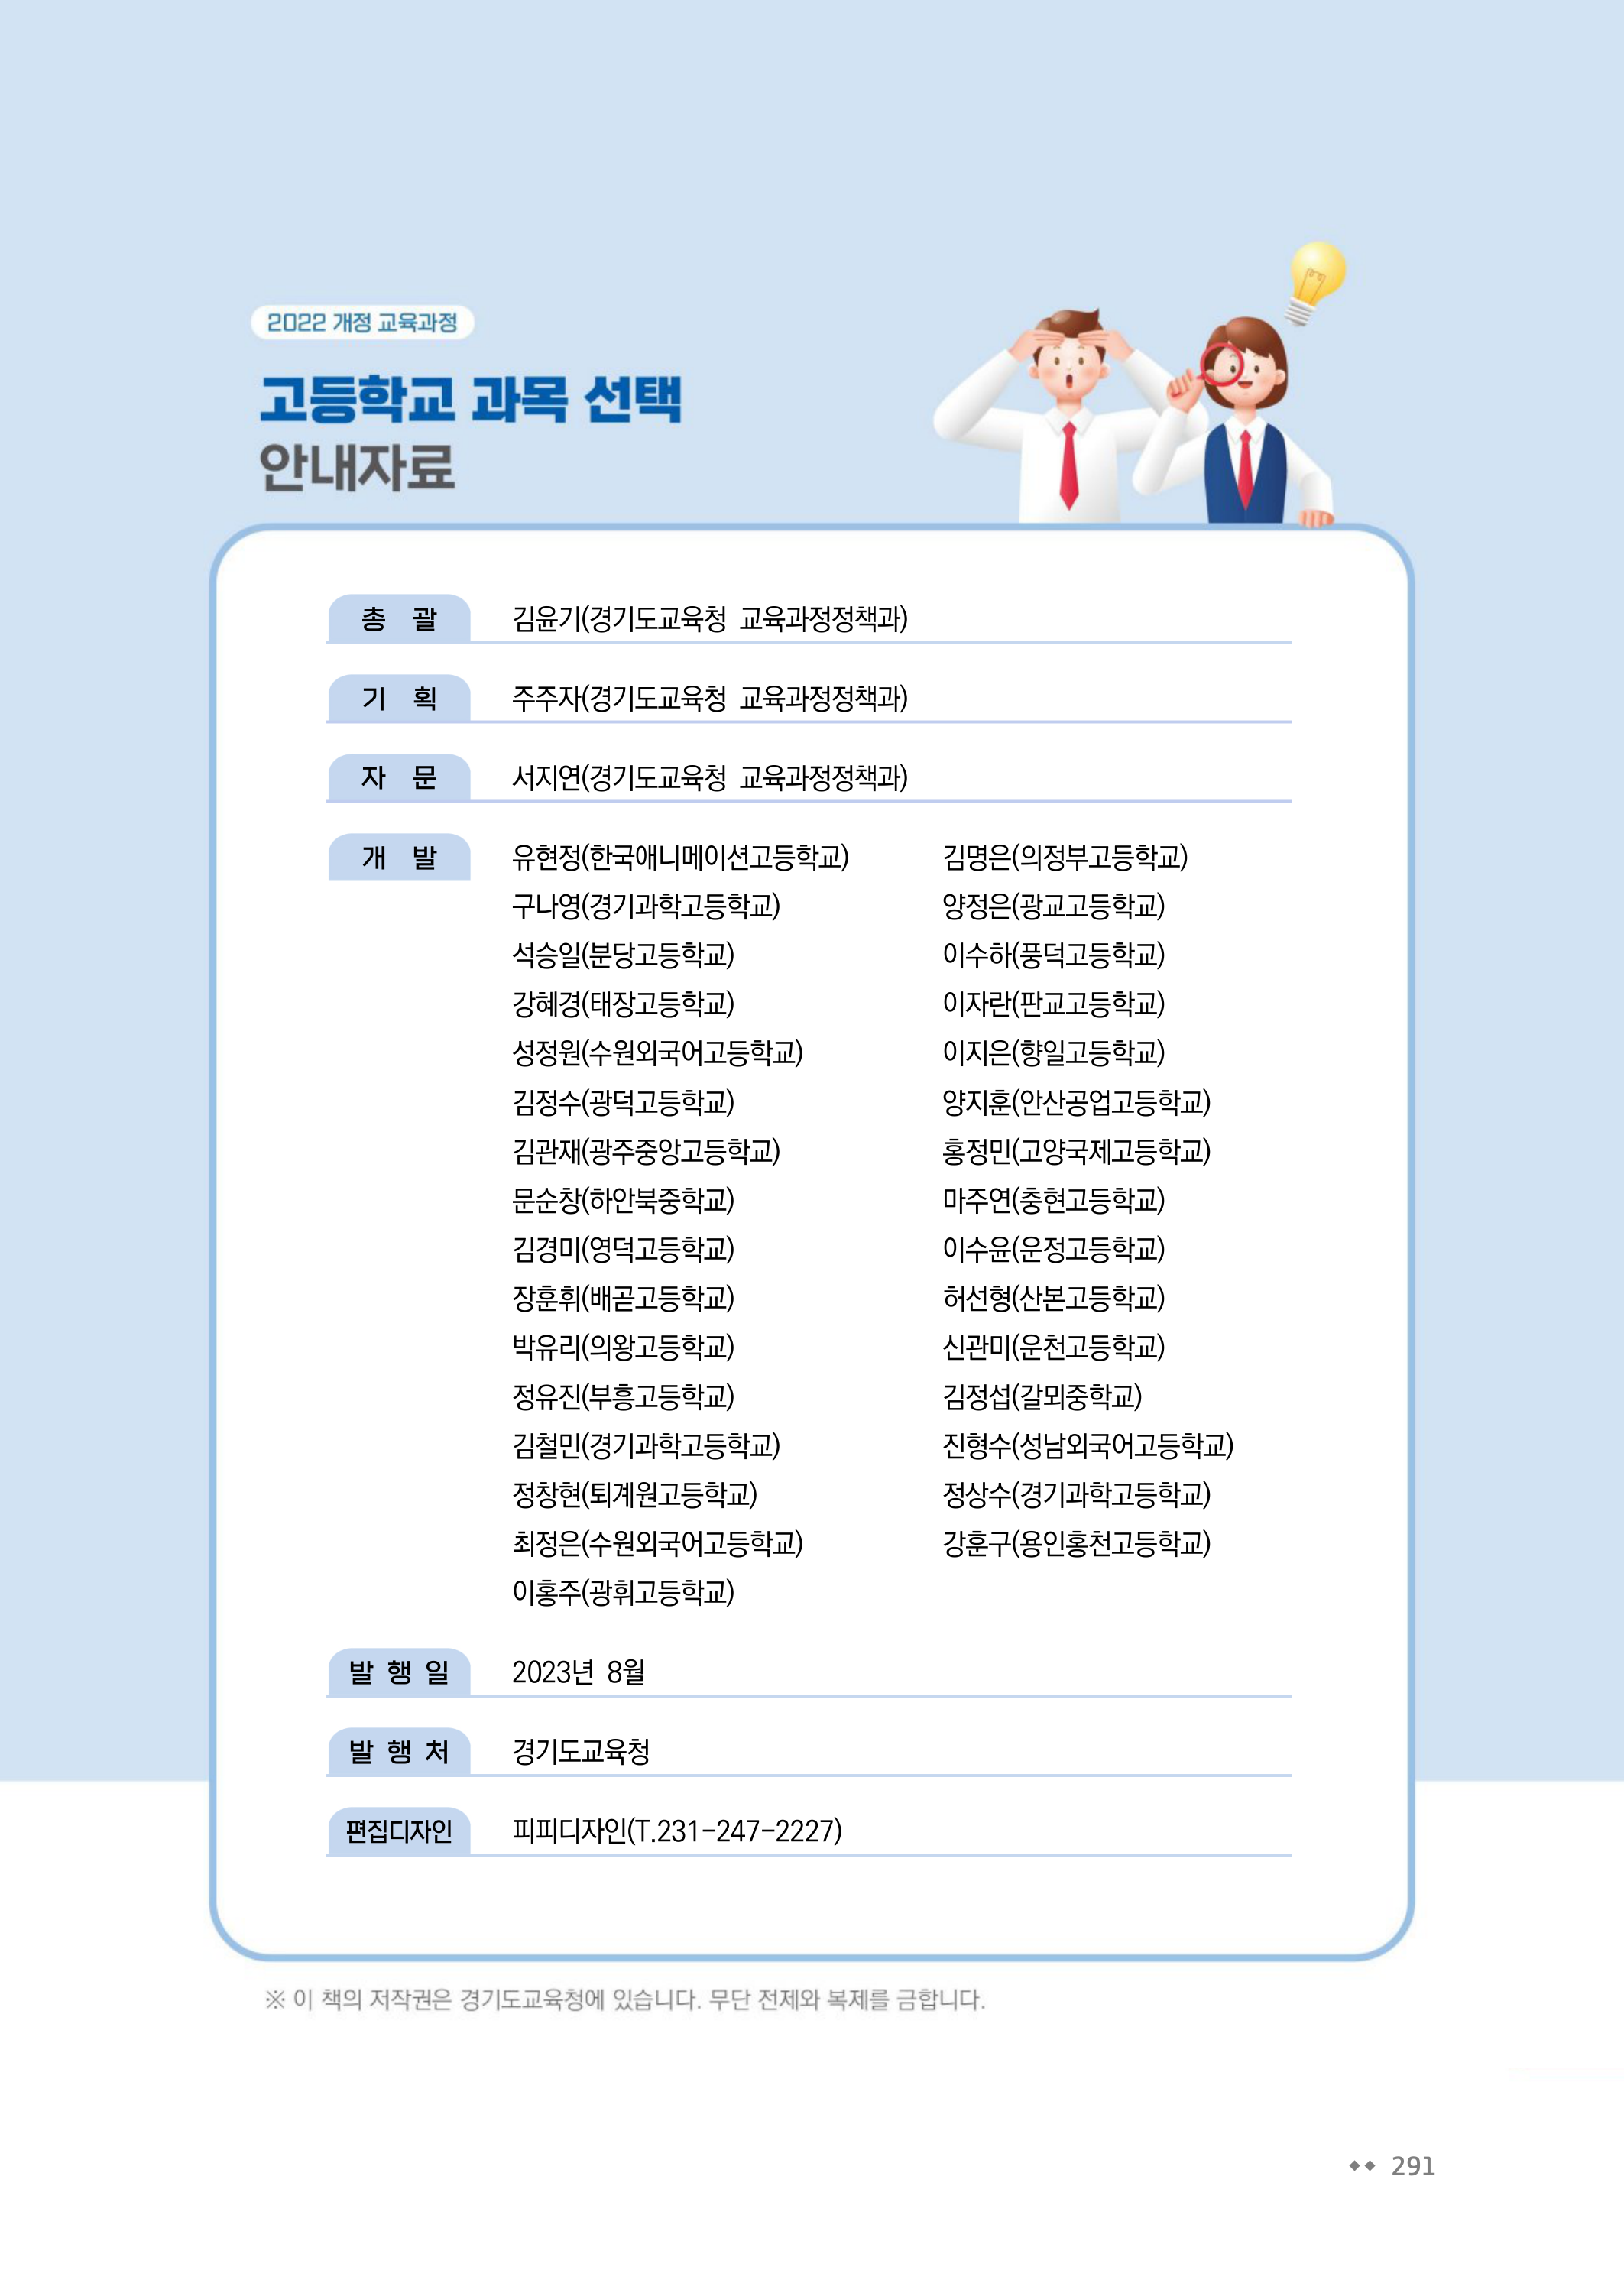 2022 개정 교육과정
고등학교 과목 선택
안내자료
총 괄 김윤기(경기도교육청 교육과정정책과)
기 획 주주자(경기도교육청 교육과정정책과)
자 문 서지연(경기도교육청 교육과정정책과)
개 발 유현정(한국애니메이션고등학교) 김명은(의정부고등학교)
구나영(경기과학고등학교) 양정은(광교고등학교)
석승일(분당고등학교) 이수하(풍덕고등학교)
강혜경(태장고등학교) 이자란(판교고등학교)
성정원(수원외국어고등학교) 이지은(향일고등학교)
김정수(광덕고등학교) 양지훈(안산공업고등학교)
김관재(광주중앙고등학교) 홍정민(고양국제고등학교)
문순창(하안북중학교) 마주연(충현고등학교)
김경미(영덕고등학교) 이수윤(운정고등학교)
장훈휘(배곧고등학교) 허선형(산본고등학교)
박유리(의왕고등학교) 신관미(운천고등학교)
정유진(부흥고등학교) 김정섭(갈뫼중학교)
김철민(경기과학고등학교) 진형수(성남외국어고등학교)
정창현(퇴계원고등학교) 정상수(경기과학고등학교)
최정은(수원외국어고등학교) 강훈구(용인홍천고등학교)
이홍주(광휘고등학교)
발 행 일 2023년 8월
발 행 처 경기도교육청
편집디자인 피피디자인(T.231-247-2227)
※ 이 책의 저작권은 경기도교육청에 있습니다. 무단 전제와 복제를 금합니다.
◆◆ 291